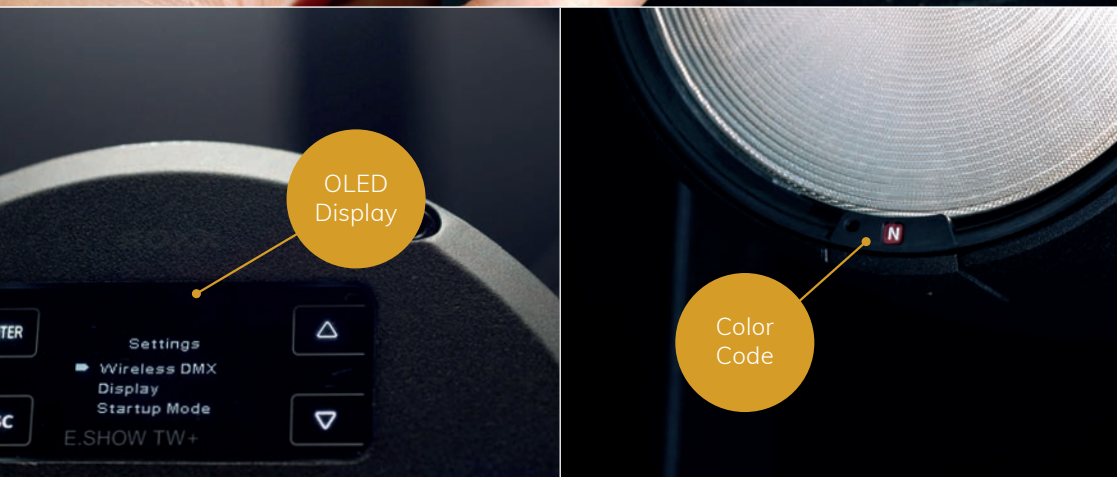 OLED
Display
TER
Settings
Wireless DMX
Display
Startup Mode
SC
E.SHOW TW+
N
Color
Code